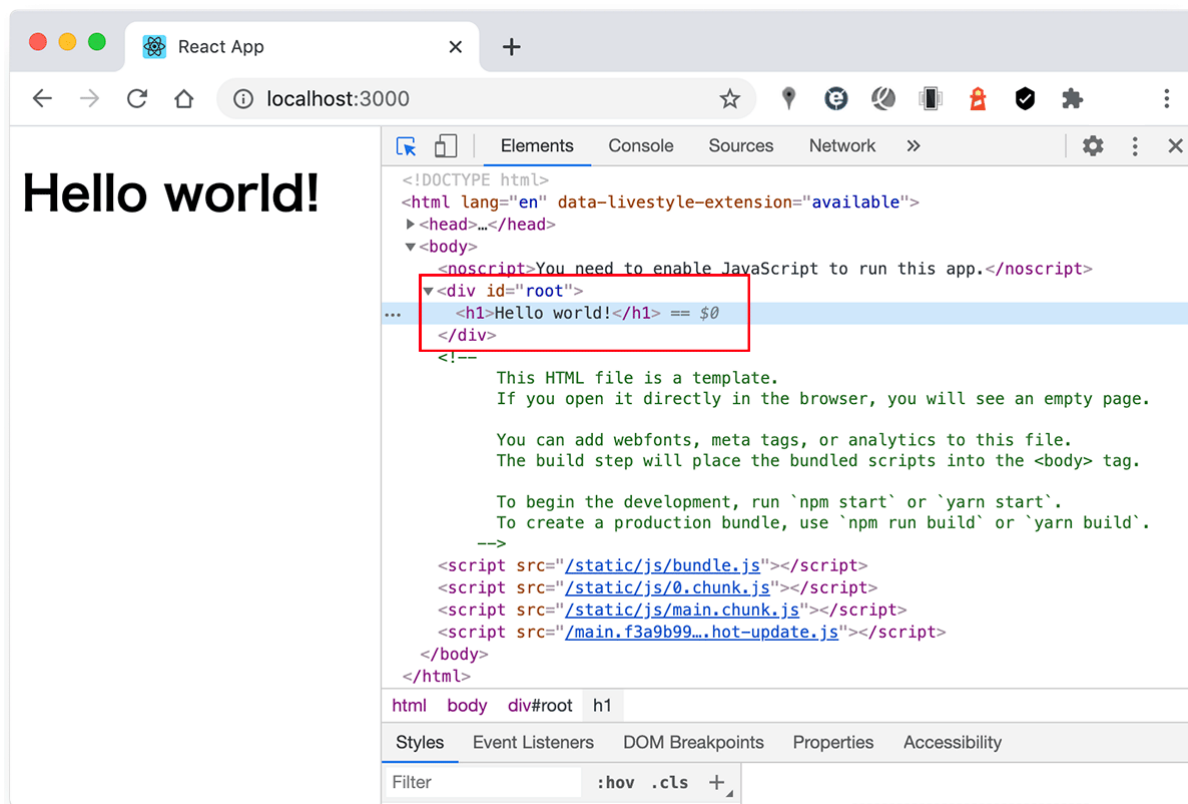 React App
localhost:3000
Hello world!
Elements Console Sources Network »
<!DOCTYPE html>
<html lang="en" data-livestyle-extension="available">
<head>…</head>
<body>
<noscript>You need to enable JavaScript to run this app.</noscript>
<div id="root">
… <h1>Hello world!</h1> == $0
</div>
<!--
This HTML file is a template.
If you open it directly in the browser, you will see an empty page.
You can add webfonts, meta tags, or analytics to this file.
The build step will place the bundled scripts into the <body> tag.
To begin the development, run `npm start` or `yarn start`.
To create a production bundle, use `npm run build` or `yarn build`.
-->
<script src="/static/js/bundle.js"></script>
<script src="/static/js/0.chunk.js"></script>
<script src="/static/js/main.chunk.js"></script>
<script src="/main.f3a9b99….hot-update.js"></script>
</body>
</html>
html body div#root h1
Styles Event Listeners DOM Breakpoints Properties Accessibility
Filter :hov .cls +